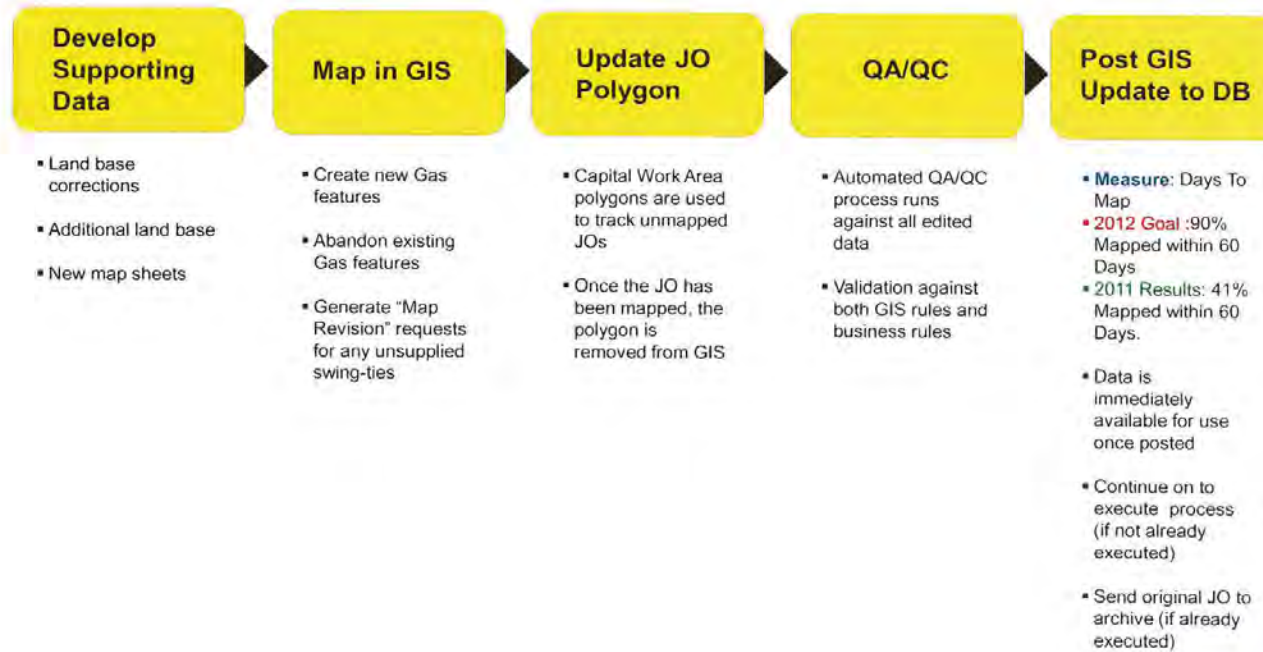 Develop
Supporting
Data
▪ Land base
corrections
▪ Additional land base
▪ New map sheets
Map in GIS
▪ Create new Gas
features
▪ Abandon existing
Gas features
▪ Generate “Map
Revision” requests
for any unsupplied
swing-ties
Update JO
Polygon
▪ Capital Work Area
polygons are used
to track unmapped
JOs
▪ Once the JO has
been mapped, the
polygon is
removed from GIS
QA/QC
▪ Automated QA/QC
process runs
against all edited
data
▪ Validation against
both GIS rules and
business rules
Post GIS
Update to DB
▪ Measure: Days To
Map
▪ 2012 Goal :90%
Mapped within 60
Days
▪ 2011 Results: 41%
Mapped within 60
Days.
▪ Data is
immediately
available for use
once posted
▪ Continue on to
execute process
(if not already
executed)
▪ Send original JO to
archive (if already
executed)